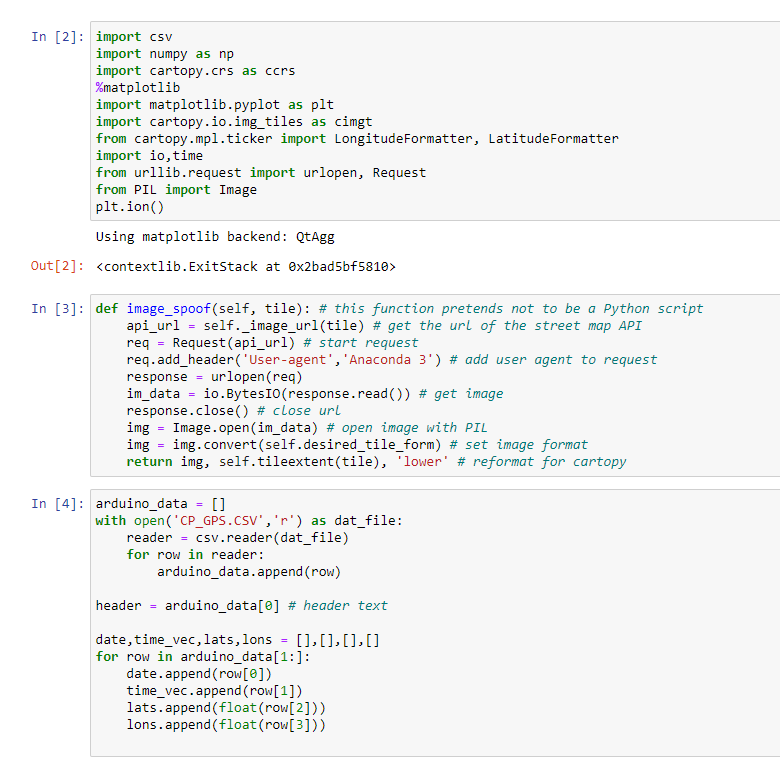 In [2]: import csv
import numpy as np
import cartopy.crs as ccrs
%matplotlib
import matplotlib.pyplot as plt
import cartopy.io.img_tiles as cimgt
from cartopy.mpl.ticker import LongitudeFormatter, LatitudeFormatter
import io,time
from urllib.request import urlopen, Request
from PIL import Image
plt.ion()
Using matplotlib backend: QtAgg
Out[2]: <contextlib.ExitStack at 0x2bad5bf5810>
In [3]: def image_spoof(self, tile): # this function pretends not to be a Python script
    api_url = self._image_url(tile) # get the url of the street map API
    req = Request(api_url) # start request
    req.add_header('User-agent','Anaconda 3') # add user agent to request
    response = urlopen(req)
    im_data = io.BytesIO(response.read()) # get image
    response.close() # close url
    img = Image.open(im_data) # open image with PIL
    img = img.convert(self.desired_tile_form) # set image format
    return img, self.tileextent(tile), 'lower' # reformat for cartopy
In [4]: arduino_data = []
with open('CP_GPS.CSV','r') as dat_file:
    reader = csv.reader(dat_file)
    for row in reader:
        arduino_data.append(row)
header = arduino_data[0] # header text
date,time_vec,lats,lons = [],[],[],[]
for row in arduino_data[1:]:
    date.append(row[0])
    time_vec.append(row[1])
    lats.append(float(row[2]))
    lons.append(float(row[3]))